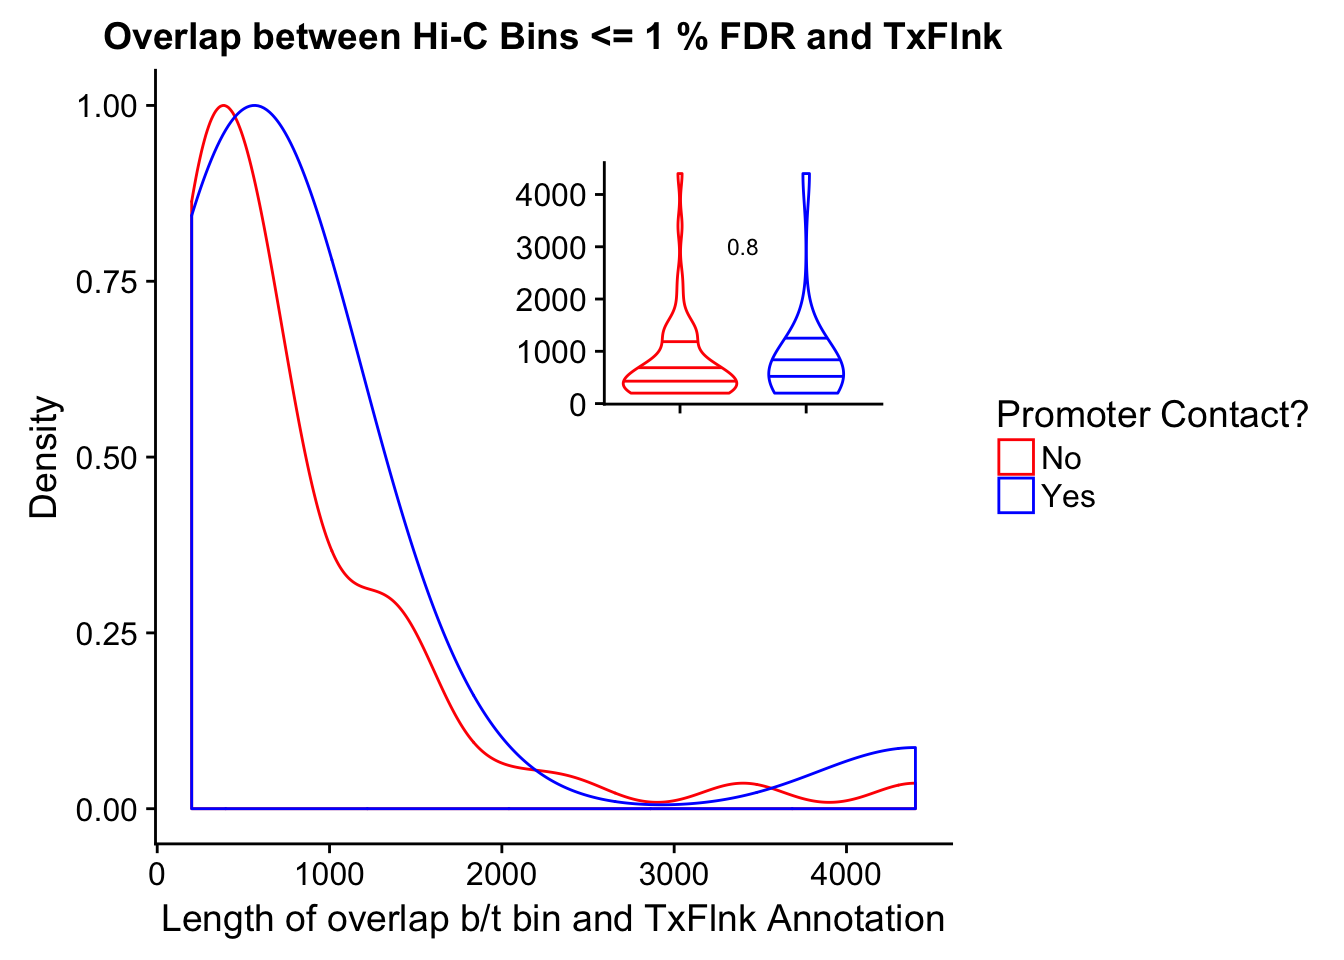 Overlap between Hi-C Bins <= 1 % FDR and TxFlnk
1.00
0.75
0.50
0.25
0.00
Density
0
1000
2000
3000
4000
Length of overlap b/t bin and TxFlnk Annotation
4000
3000
2000
1000
0
0.8
Promoter Contact?
No
Yes